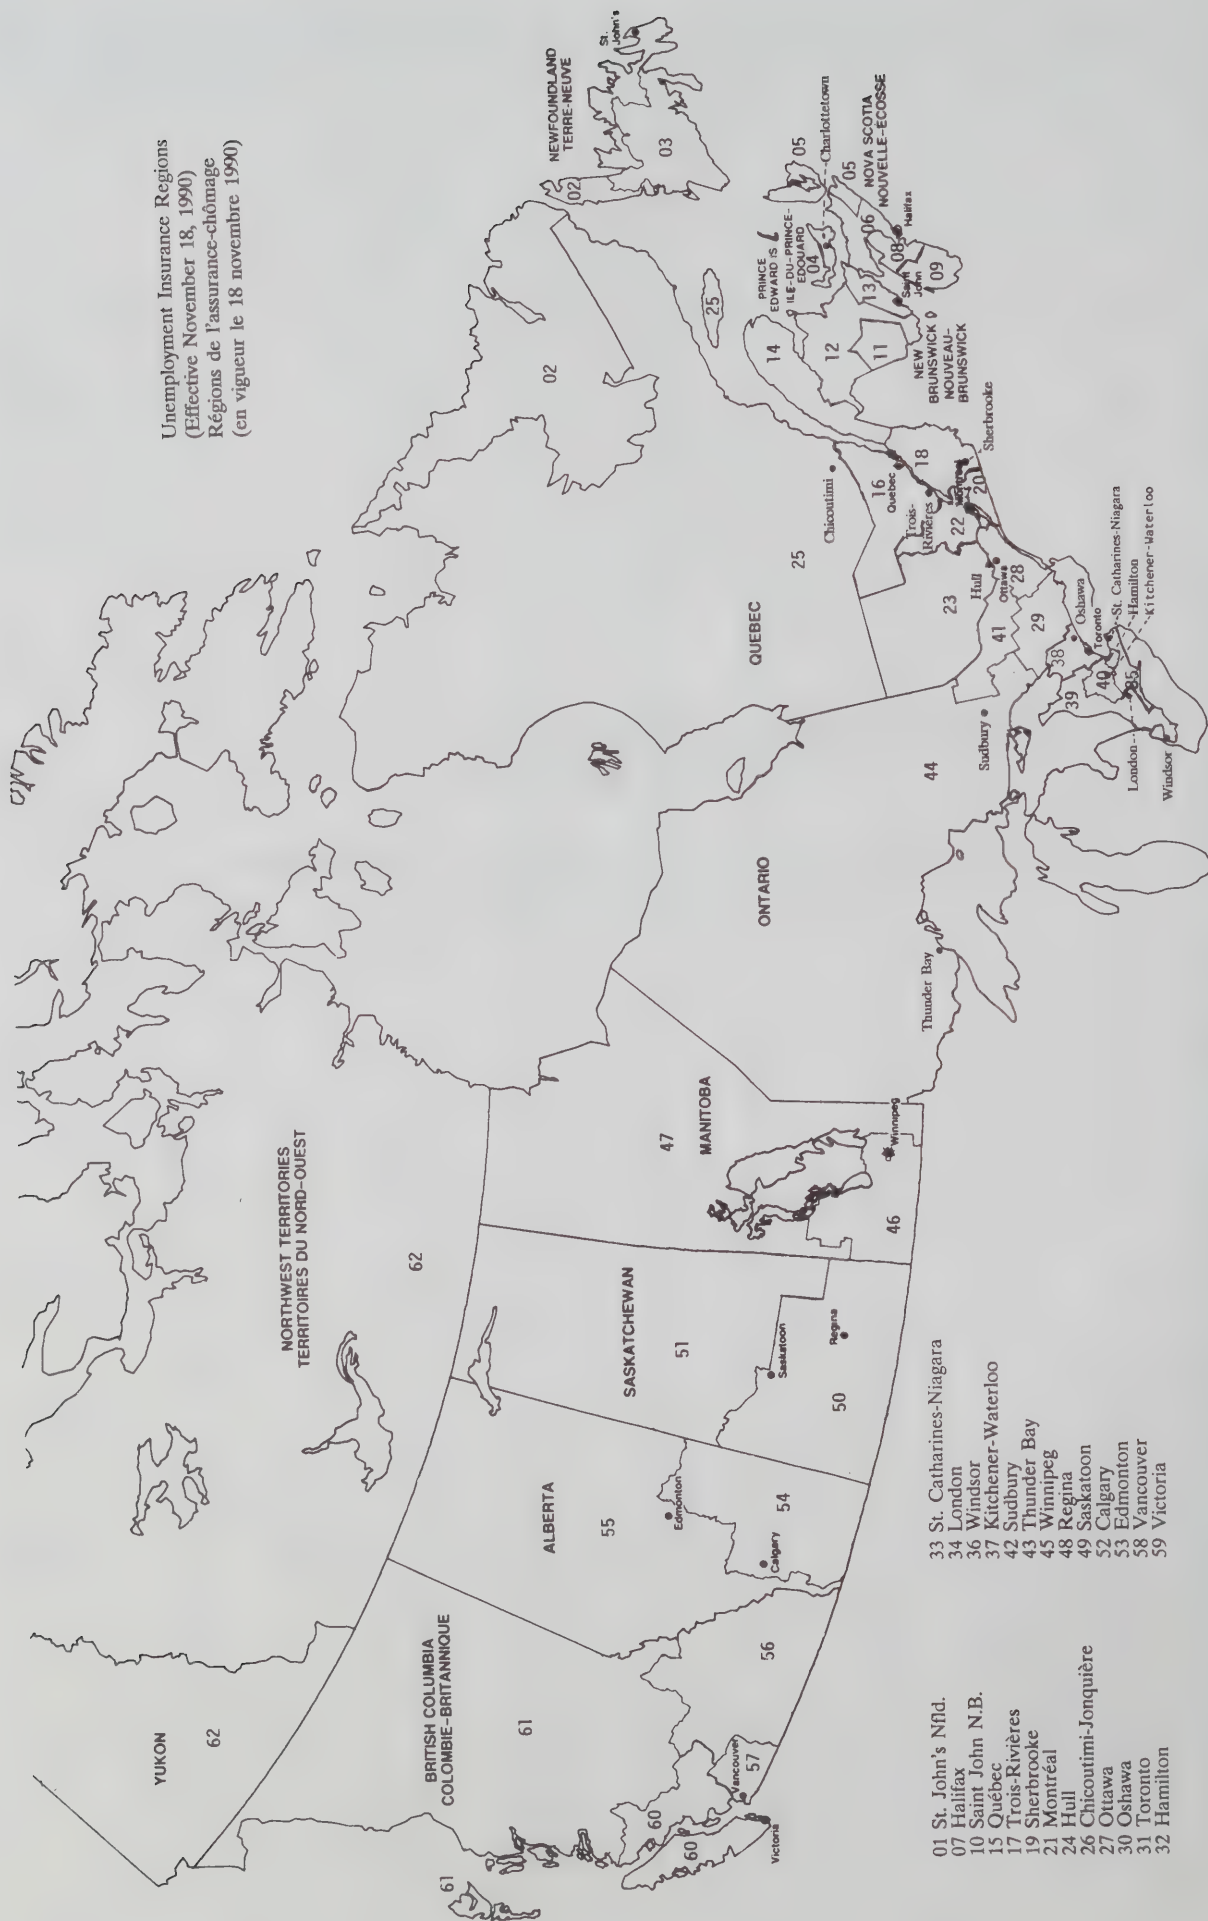 Unemployment Insurance Regions
(Effective November 18, 1990)
Régions de l'assurance-chômage
(en vigueur le 18 novembre 1990)
YUKON
62
NORTHWEST TERRITORIES
TERRITOIRES DU NORD-OUEST
62
BRITISH COLUMBIA
COLOMBIE-BRITANNIQUE
61
61
60
60
57
56
Vancouver
Victoria
ALBERTA
55
Edmonton
54
Calgary
SASKATCHEWAN
51
Saskatoon
Regina
50
47
MANITOBA
Winnipeg
46
ONTARIO
44
Thunder Bay
Sudbury
41
Ottawa
28
29
Oshawa
38
39
40
35
Toronto
St. Catharines-Niagara
Hamilton
Kitchener-Waterloo
London
Windsor
QUEBEC
25
25
Chicoutimi
16
Quebec
18
Trois-
Rivières
22
Montréal
20
Sherbrooke
23
Hull
14
NEWFOUNDLAND
TERRE-NEUVE
02
02
03
St.
John's
PRINCE
EDWARD IS
ILE-DU-PRINCE-
EDOUARD
04
Charlottetown
05
05
NOVA SCOTIA
NOUVELLE-ECOSSE
06
Halifax
08
09
12
13
11
Saint
John
NEW
BRUNSWICK
NOUVEAU-
BRUNSWICK
01 St. John's Nfld.
07 Halifax
10 Saint John N.B.
15 Québec
17 Trois-Rivières
19 Sherbrooke
21 Montréal
24 Hull
26 Chicoutimi-Jonquière
27 Ottawa
30 Oshawa
31 Toronto
32 Hamilton
33 St. Catharines-Niagara
34 London
36 Windsor
37 Kitchener-Waterloo
42 Sudbury
43 Thunder Bay
45 Winnipeg
48 Regina
49 Saskatoon
52 Calgary
53 Edmonton
58 Vancouver
59 Victoria